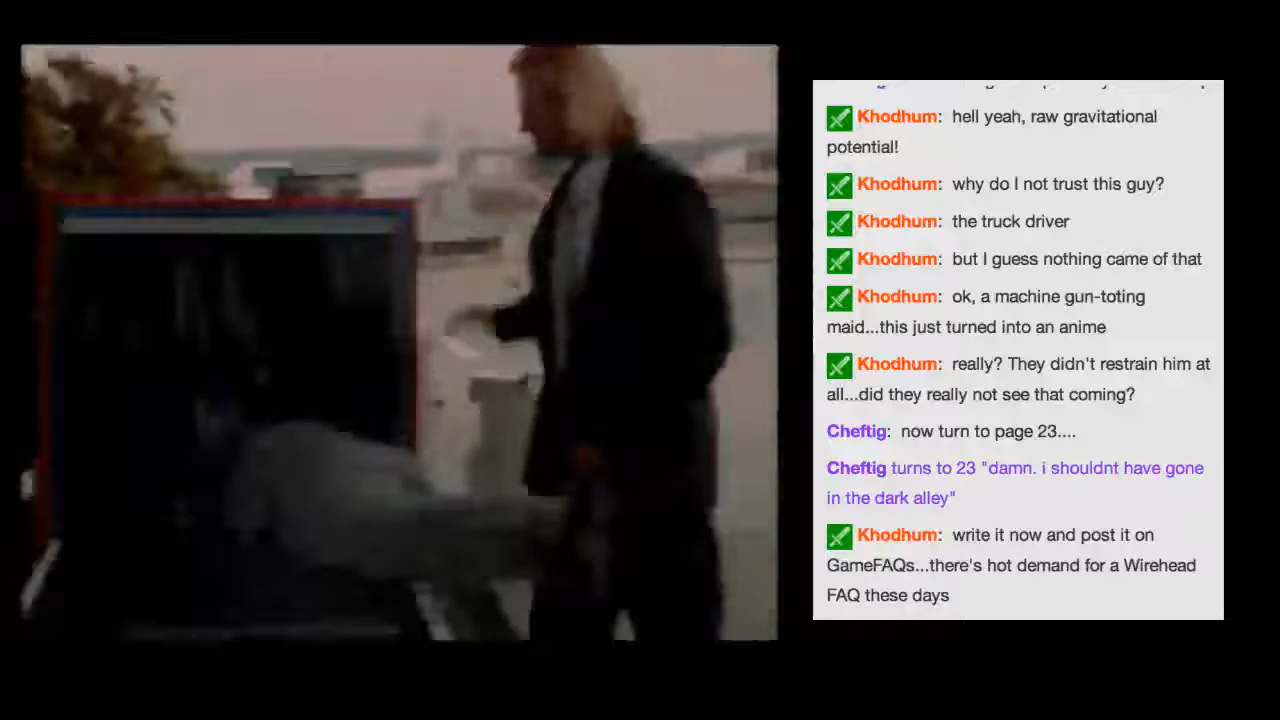 Khodhum: hell yeah, raw gravitational
potential!
Khodhum: why do I not trust this guy?
Khodhum: the truck driver
Khodhum: but I guess nothing came of that
Khodhum: ok, a machine gun-toting
maid...this just turned into an anime
Khodhum: really? They didn't restrain him at
all...did they really not see that coming?
Cheftig: now turn to page 23....
Cheftig turns to 23 "damn. i shouldnt have gone
in the dark alley"
Khodhum: write it now and post it on
GameFAQs...there's hot demand for a Wirehead
FAQ these days